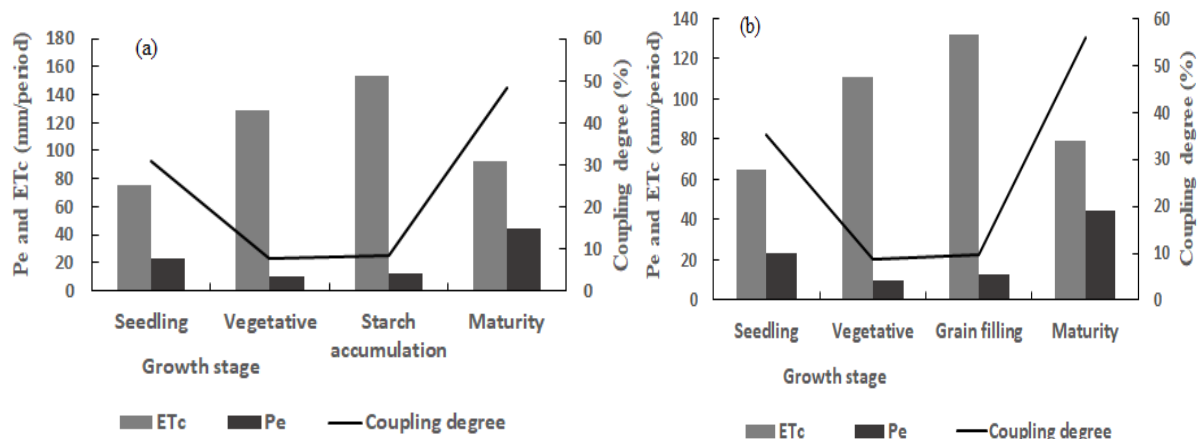 (a)
Pe and ETc (mm/period)
180
160
140
120
100
80
60
40
20
0
60
50
40
30
20
10
0
Coupling degree (%)
Seedling Vegetative Starch accumulation Maturity
Growth stage
ETc Pe Coupling degree
(b)
Pe and ETc (mm/period)
140
120
100
80
60
40
20
0
60
50
40
30
20
10
0
Coupling degree (%)
Seedling Vegetative Grain filling Maturity
Growth stage
ETc Pe Coupling degree